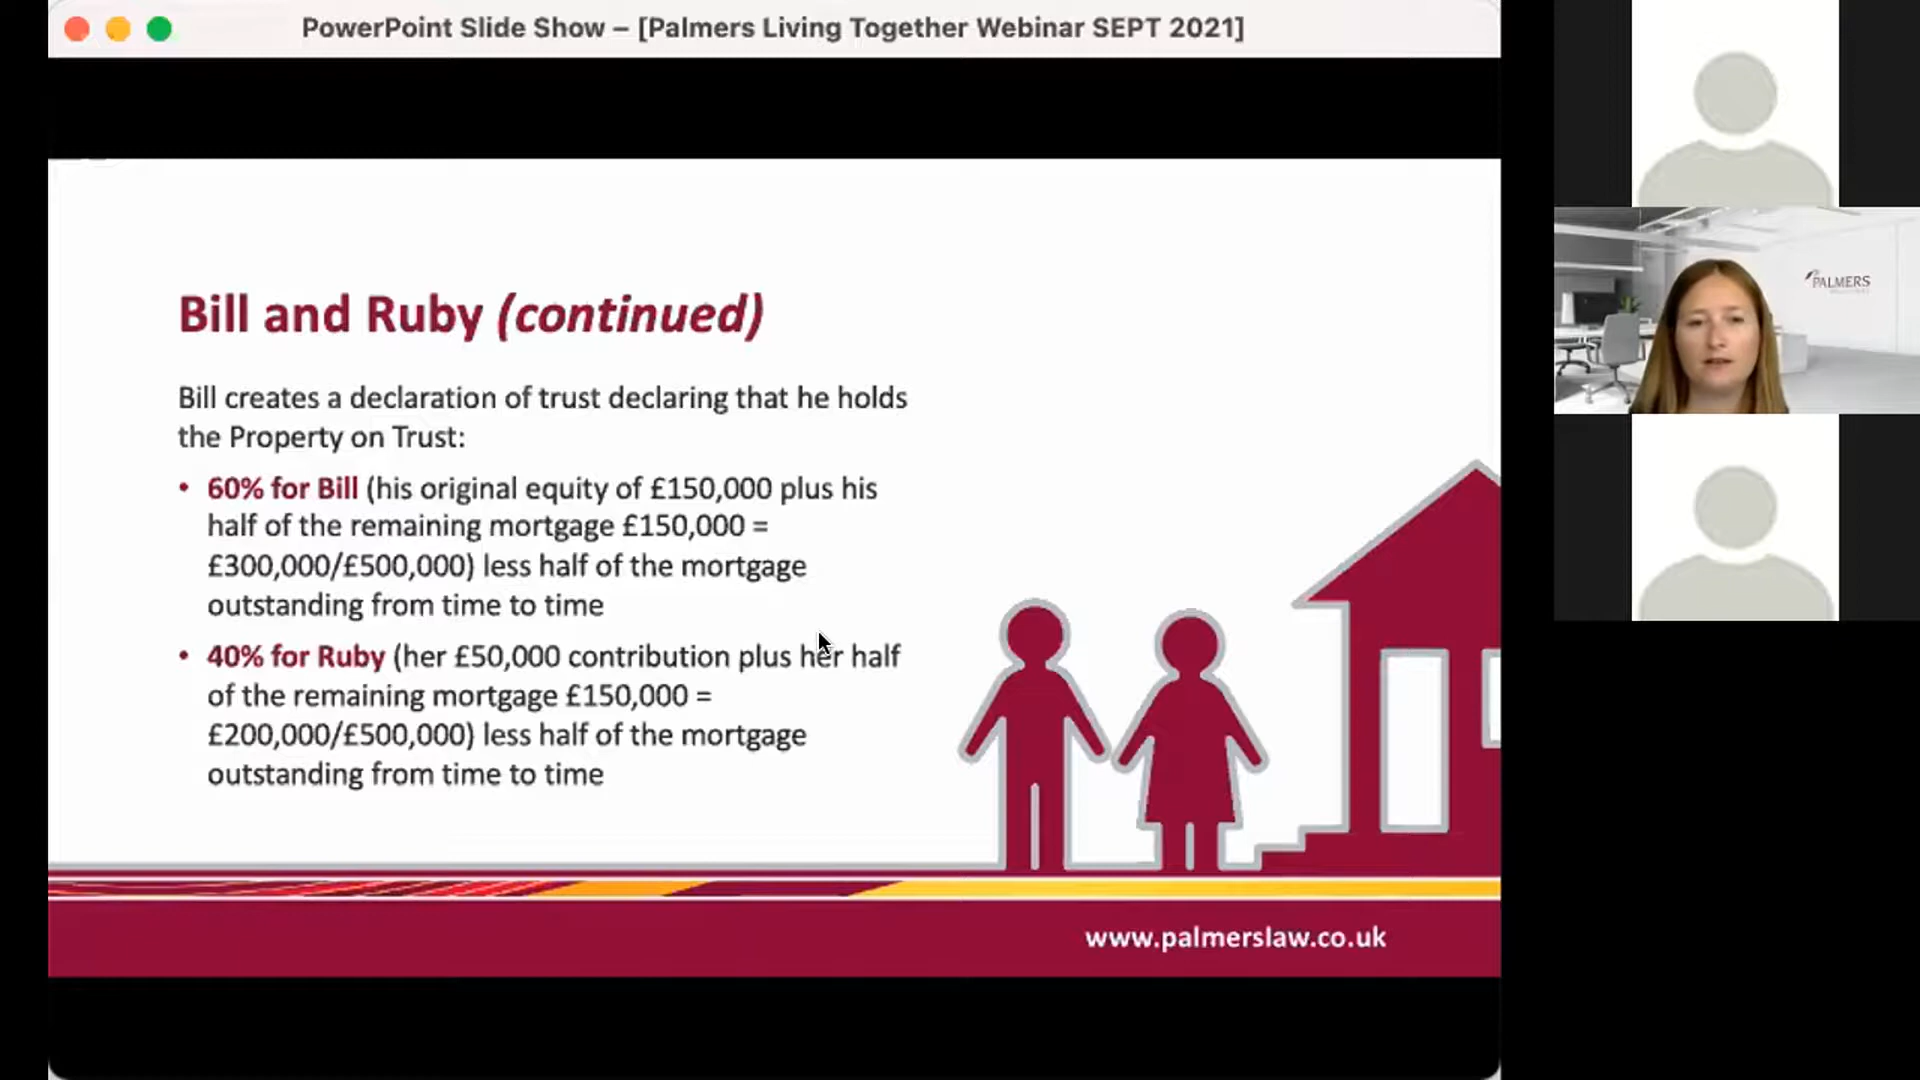 PowerPoint Slide Show – [Palmers Living Together Webinar SEPT 2021]
Bill and Ruby (continued)
Bill creates a declaration of trust declaring that he holds
the Property on Trust:
• 60% for Bill (his original equity of £150,000 plus his
half of the remaining mortgage £150,000 =
£300,000/£500,000) less half of the mortgage
outstanding from time to time
• 40% for Ruby (her £50,000 contribution plus her half
of the remaining mortgage £150,000 =
£200,000/£500,000) less half of the mortgage
outstanding from time to time
www.palmerslaw.co.uk
PALMERS